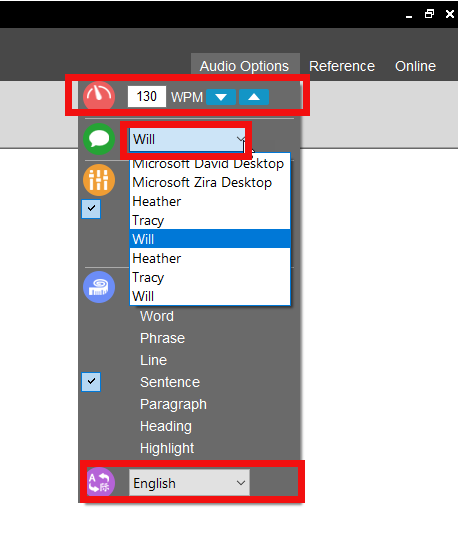 Audio Options Reference Online
130 WPM
Will
Microsoft David Desktop
Microsoft Zira Desktop
Heather
Tracy
Will
Heather
Tracy
Will
Word
Phrase
Line
Sentence
Paragraph
Heading
Highlight
English